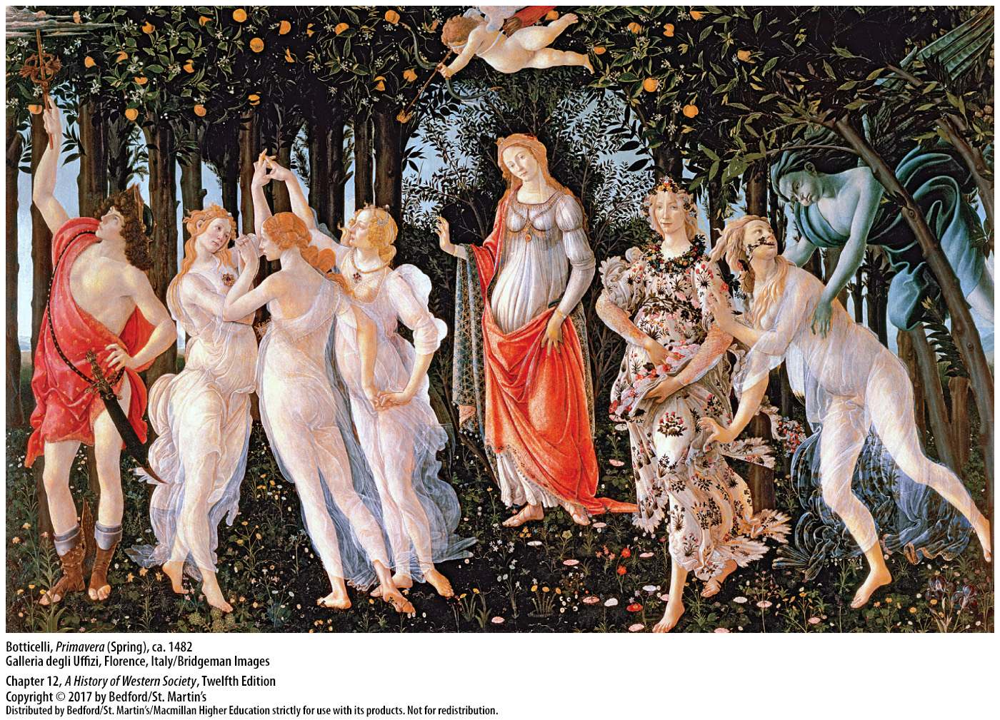 Botticelli, Primavera (Spring), ca. 1482
Galleria degli Uffizi, Florence, Italy/Bridgeman Images
Chapter 12, A History of Western Society, Twelfth Edition
Copyright © 2017 by Bedford/St. Martin's
Distributed by Bedford/St. Martin's/Macmillan Higher Education strictly for use with its products. Not for redistribution.